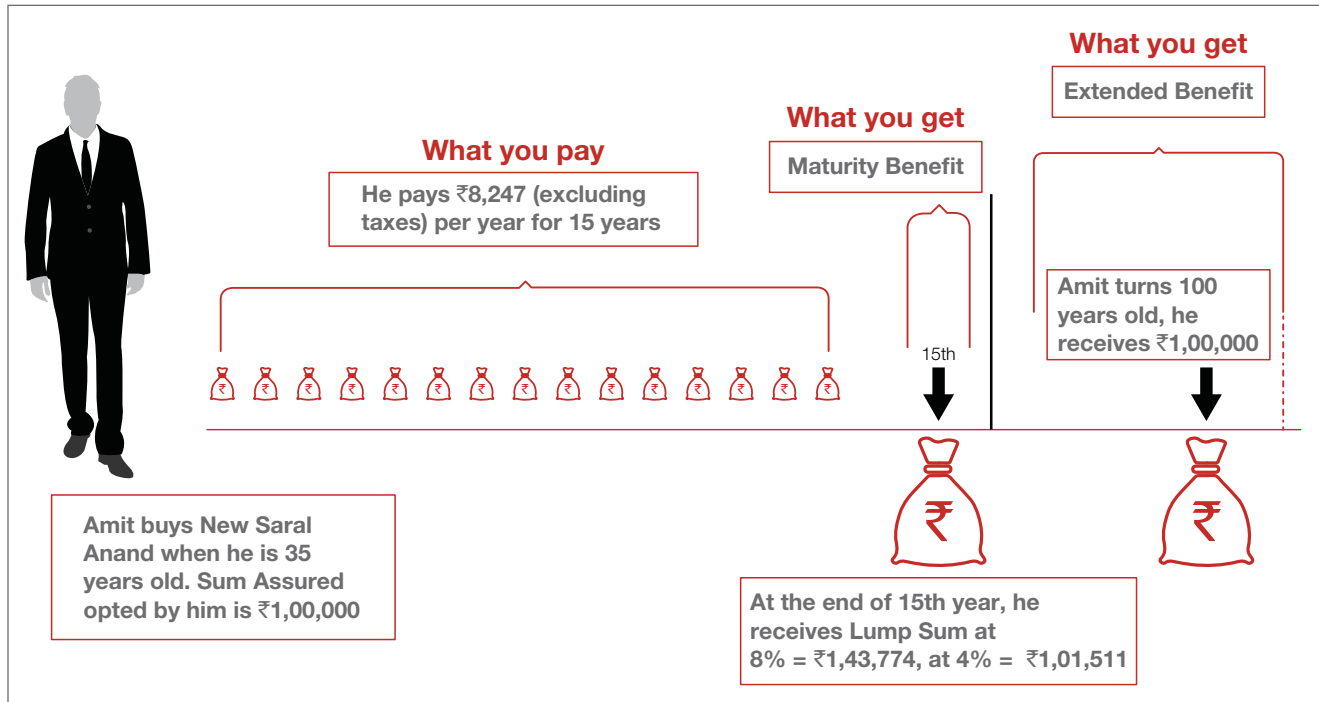 What you pay
He pays ₹8,247 (excluding
taxes) per year for 15 years
₹ ₹ ₹ ₹ ₹ ₹ ₹ ₹ ₹ ₹ ₹ ₹ ₹ ₹ ₹
Amit buys New Saral
Anand when he is 35
years old. Sum Assured
opted by him is ₹1,00,000
What you get
Maturity Benefit
15th
₹
At the end of 15th year, he
receives Lump Sum at
8% = ₹1,43,774, at 4% = ₹1,01,511
What you get
Extended Benefit
Amit turns 100
years old, he
receives ₹1,00,000
₹